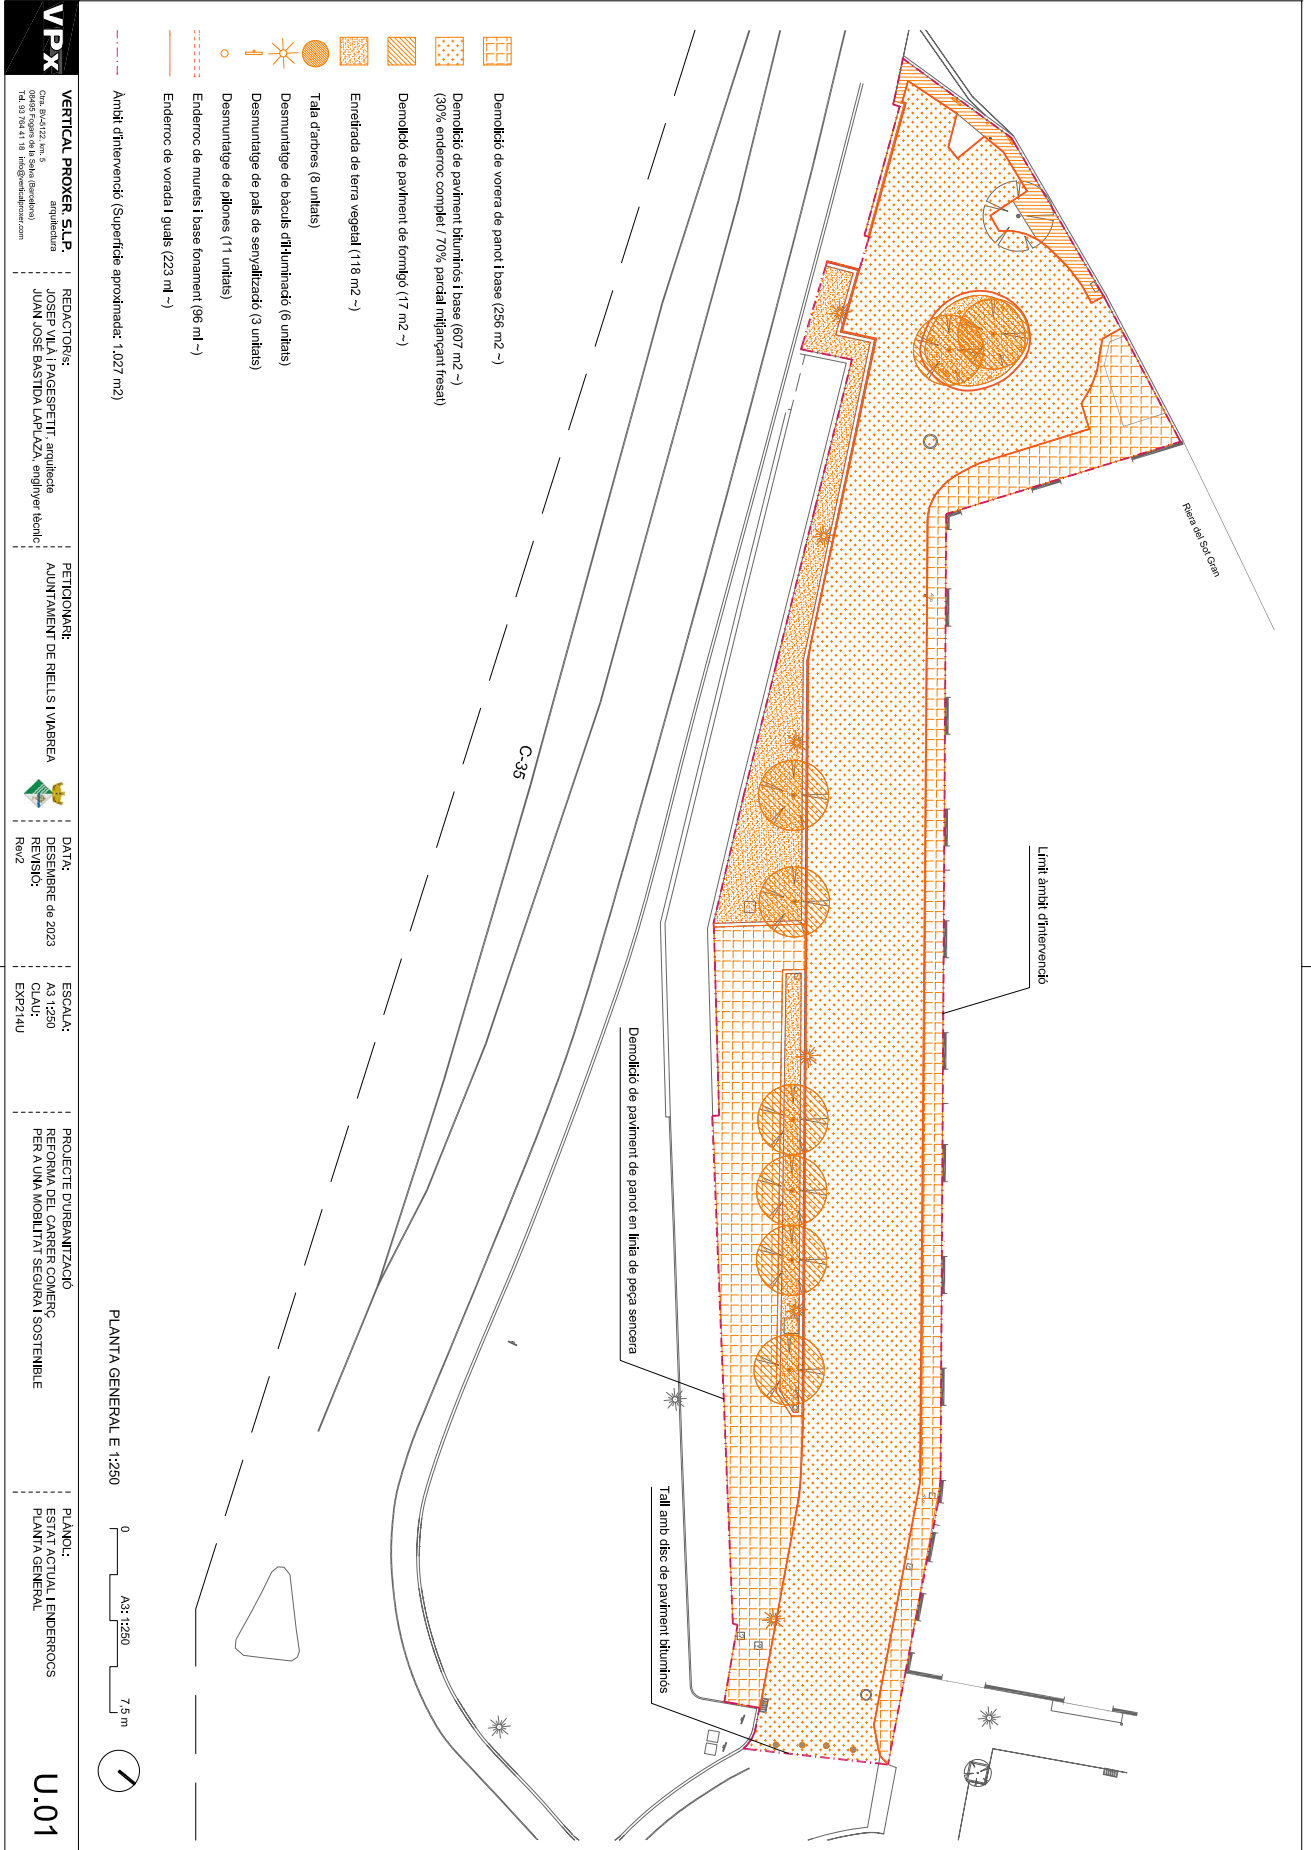 Demolició de vorera de panot i base (256 m2 ~)
Demolició de paviment bituminós i base (607 m2 ~)
(30% enderroc complet / 70% parcial mitjançant fresat)
Demolició de paviment de formigó (17 m2 ~)
Enretirada de terra vegetal (118 m2 ~)
Tala d'arbres (8 unitats)
Desmuntatge de bàculs d'il·luminació (6 unitats)
Desmuntatge de pals de senyalització (3 unitats)
Desmuntatge de pilones (11 unitats)
Enderroc de murets i base fonament (96 ml ~)
Enderroc de vorada i guals (223 ml ~)
Àmbit d'intervenció (Superfície aproximada: 1.027 m2)
Riera del Sot Gran
C-35
Límit àmbit d'intervenció
Demolició de paviment de panot en línia de peça sencera
Tall amb disc de paviment bituminós
PLANTA GENERAL E 1:250
0
A3: 1:250
7,5 m
VPX
VERTICAL PROXER, S.L.P.
arquitectura
Ctra. BV-5122, km. 5
08495 Fogars de la Selva (Barcelona)
Tel. 93 764 41 18 info@verticalproxer.com
REDACTOR/s:
JOSEP VILÀ i PAGESPETIT, arquitecte
JUAN JOSÉ BASTIDA LAPLAZA, enginyer tècnic
PETICIONARI:
AJUNTAMENT DE RIELLS I VIABREA
DATA:
DESEMBRE de 2023
REVISIÓ:
Rev2
ESCALA:
A3 1:250
CLAU:
EXP214U
PROJECTE D'URBANITZACIÓ
REFORMA DEL CARRER COMERÇ
PER A UNA MOBILITAT SEGURA I SOSTENIBLE
PLÀNOL:
ESTAT ACTUAL I ENDERROCS
PLANTA GENERAL
U.01